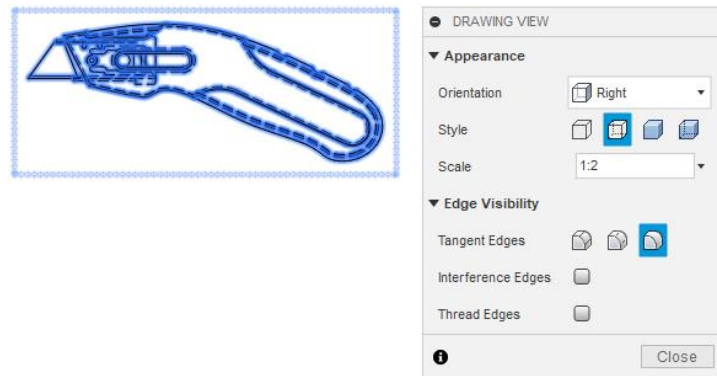 DRAWING VIEW
Appearance
Orientation Right
Style
Scale 1:2
Edge Visibility
Tangent Edges
Interference Edges
Thread Edges
Close